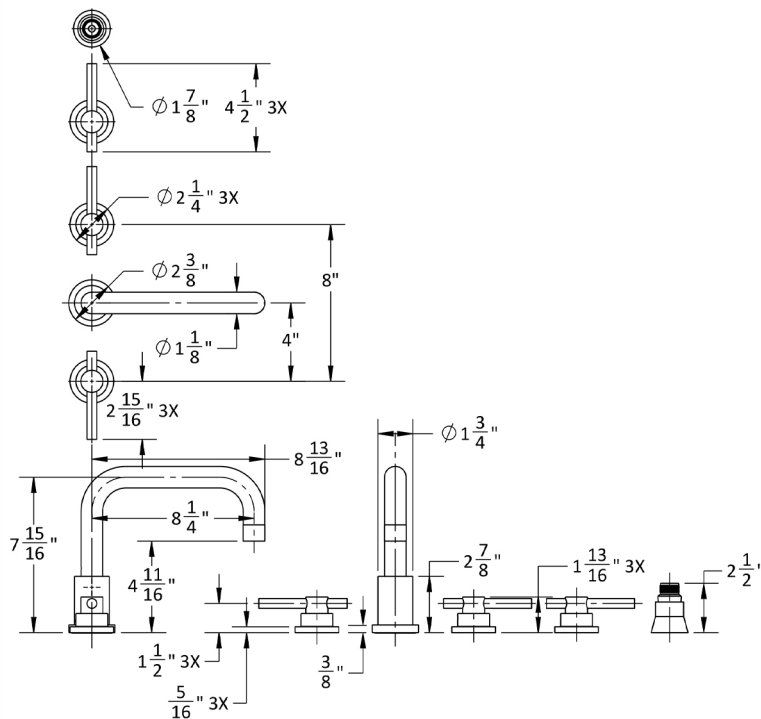 ∅1 7/8"
4 1/2" 3X
∅2 1/4" 3X
∅2 3/8"
8"
∅1 1/8"
4"
2 15/16" 3X
∅1 3/4"
8 13/16"
8 1/4"
7 15/16"
4 11/16"
2 7/8"
1 13/16" 3X
2 1/2"
1 1/2" 3X
3/8"
5/16" 3X